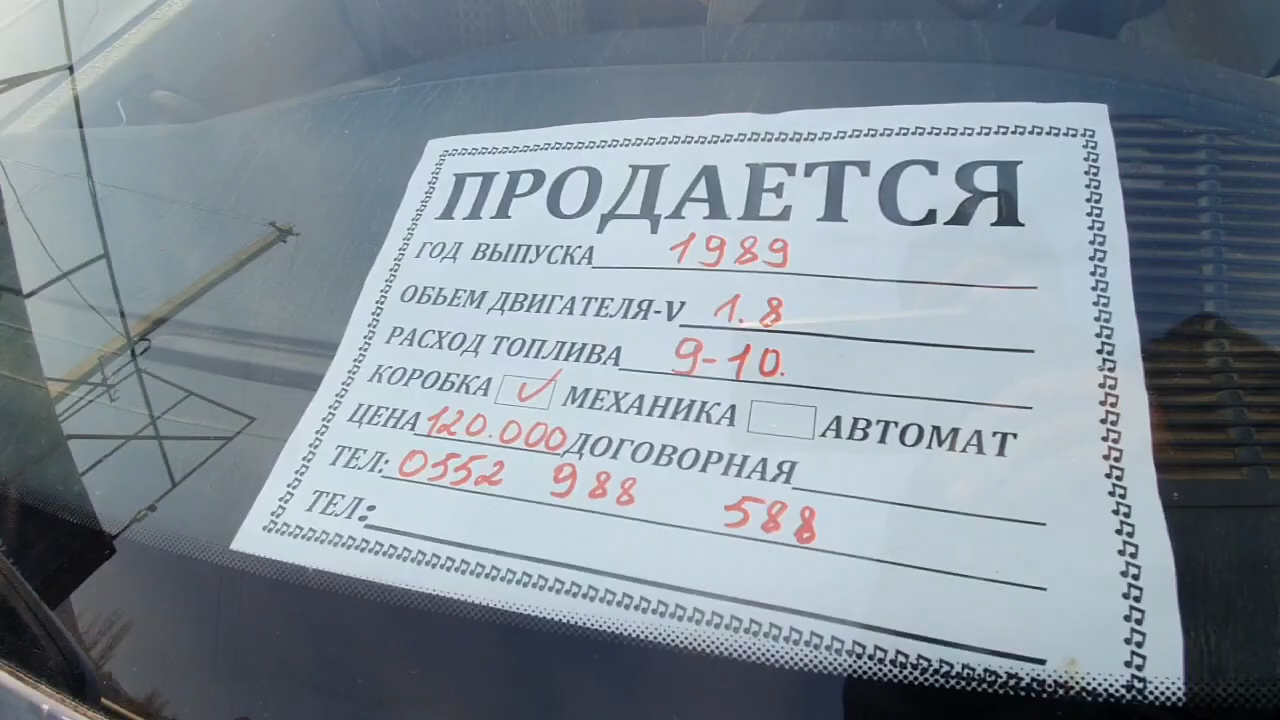 ПРОДАЕТСЯ
ГОД ВЫПУСКА 1989
ОБЬЕМ ДВИГАТЕЛЯ-V 1.8
РАСХОД ТОПЛИВА 9-10.
КОРОБКА ✓ МЕХАНИКА АВТОМАТ
ЦЕНА 120.000 ДОГОВОРНАЯ
ТЕЛ: 0552 988 588
ТЕЛ: